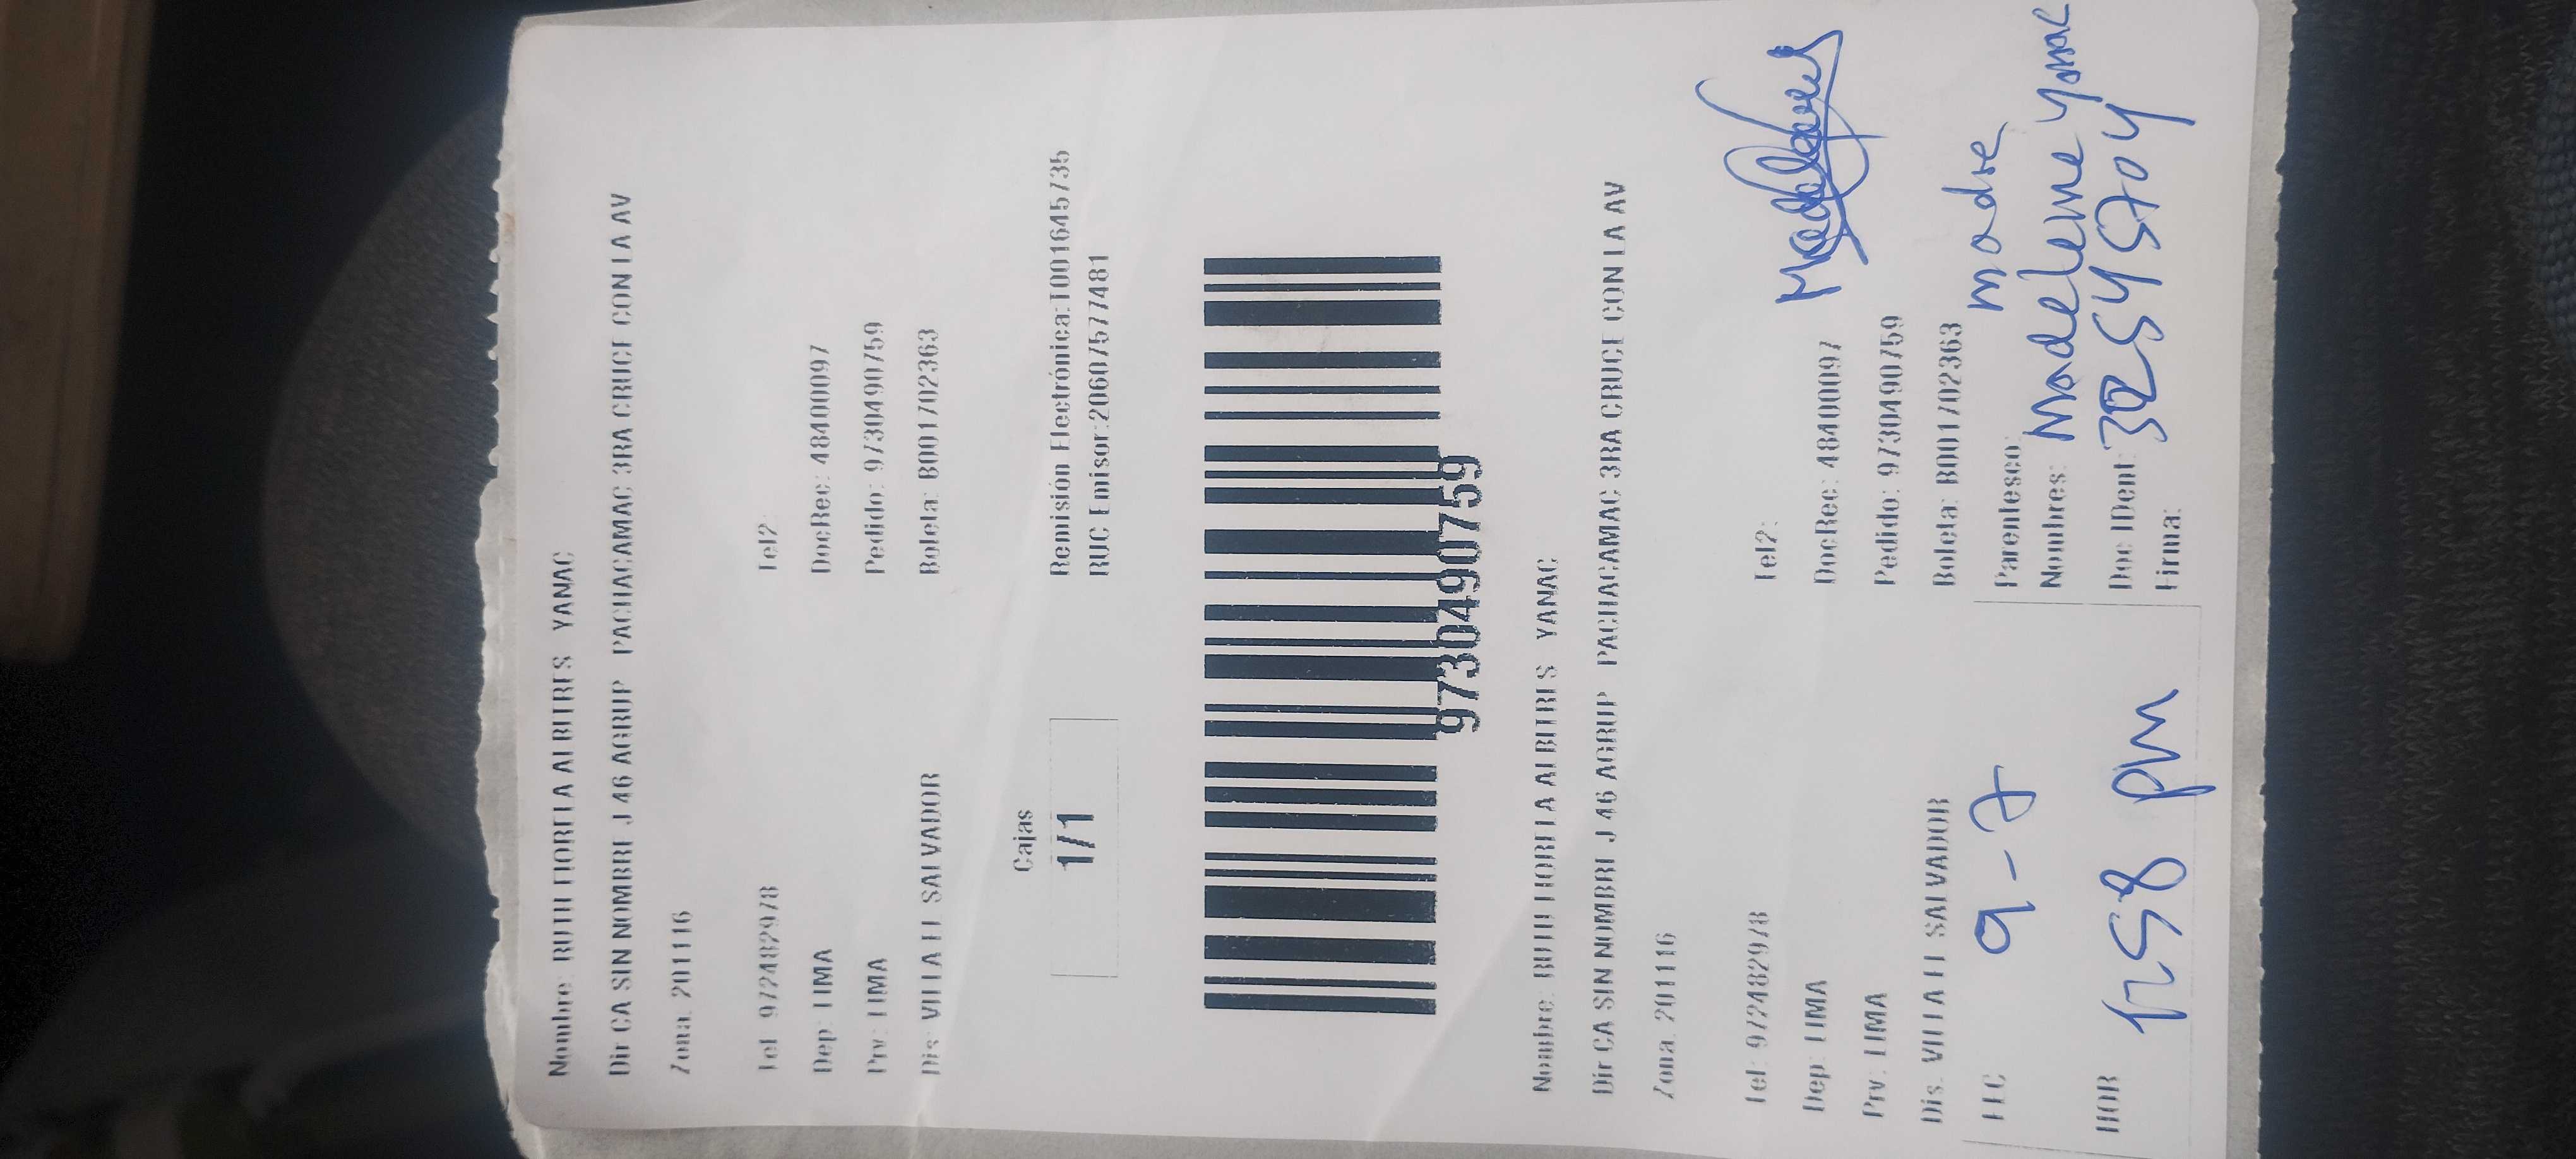 Nombre: RUTH FIORELA ALBITRES YANAC
Dir CA SIN NOMBRE J 46 AGRUP PACHACAMAC 3RA CRUCE CON LA AV
Zona. 201116
Tel 972482978 Tel2:
Dep: LIMA DocRec: 48400097
Prv: LIMA Pedido: 9730490759
Dis: VILLA EL SALVADOR Boleta: B001702363
Cajas
1/1
Remisión Electrónica:T001645735
RUC Emisor:20607577481
9730490759
Nombre: RUTH FIORELA ALBITRES YANAC
Dir CA SIN NOMBRE J 46 AGRUP PACHACAMAC 3RA CRUCE CON LA AV
Zona. 201116
Tel: 972482978 Tel2:
Dep: LIMA DocRec: 48400097
Prv: LIMA Pedido: 9730490759
Dis. VILLA EL SALVADOR Boleta: B001702363
FEC 9-7 Parentesco: madre
Nombres: Madeleine Yanac
HOR 1258 pm Doc IDent:
Firma: